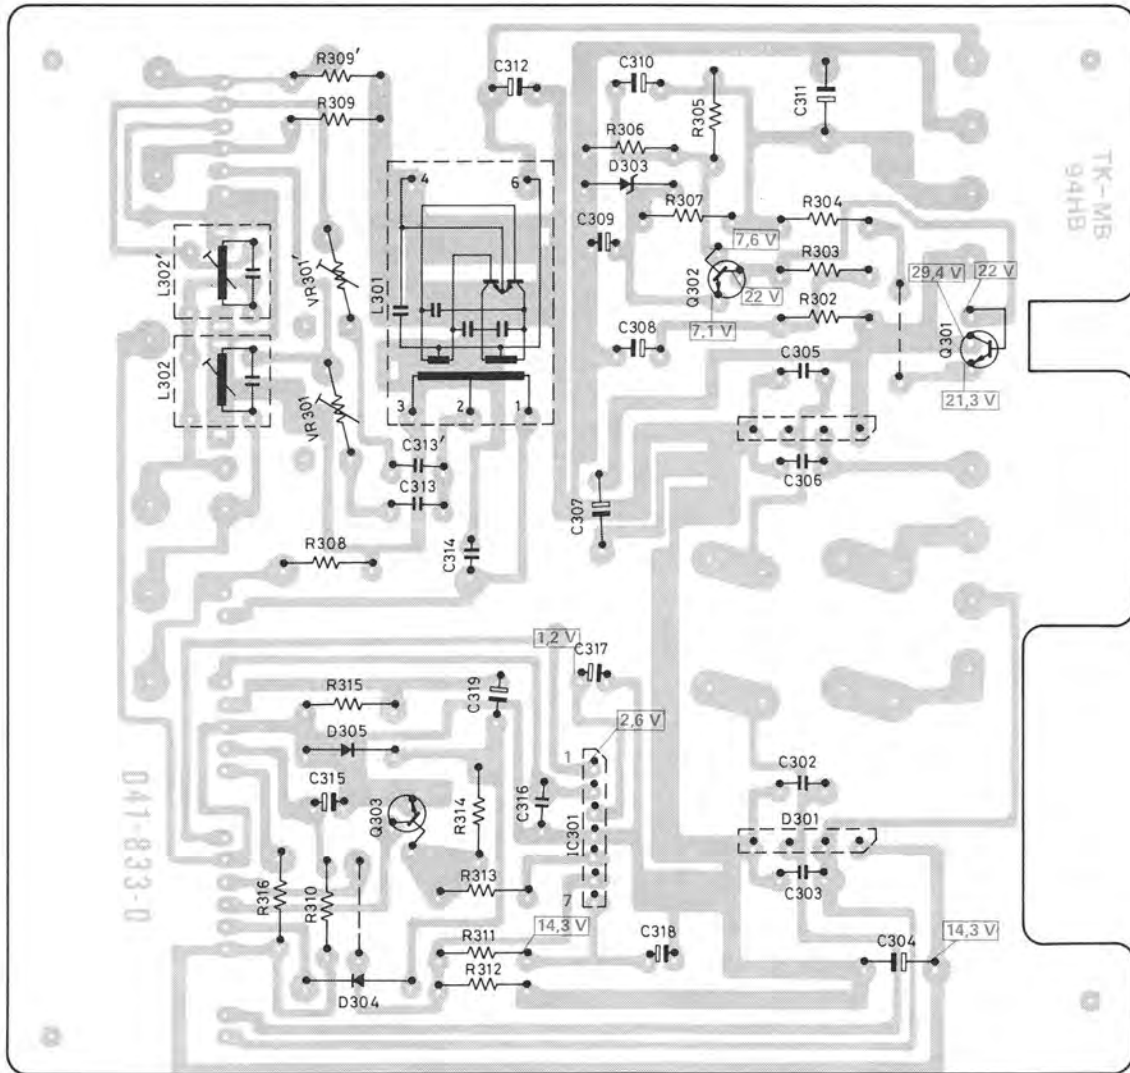 R309'
R309
C312
C310
R305
C311
R306
D303
R307
R304
TK-MB
94HB
4
6
C309
7,6 V
R303
29,4 V
22 V
L302'
VR301'
L301
Q302
22 V
R302
Q301
7,1 V
C308
C305
21,3 V
L302
VR301
3
2
1
C313'
C313
C306
C307
R308
C314
1,2 V
C317
R315
C319
2,6 V
D305
1
C302
C315
Q303
R314
C316
IC301
D301
D41-833-0
R316
R310
R313
7
C303
14,3 V
R311
C318
C304
14,3 V
R312
D304